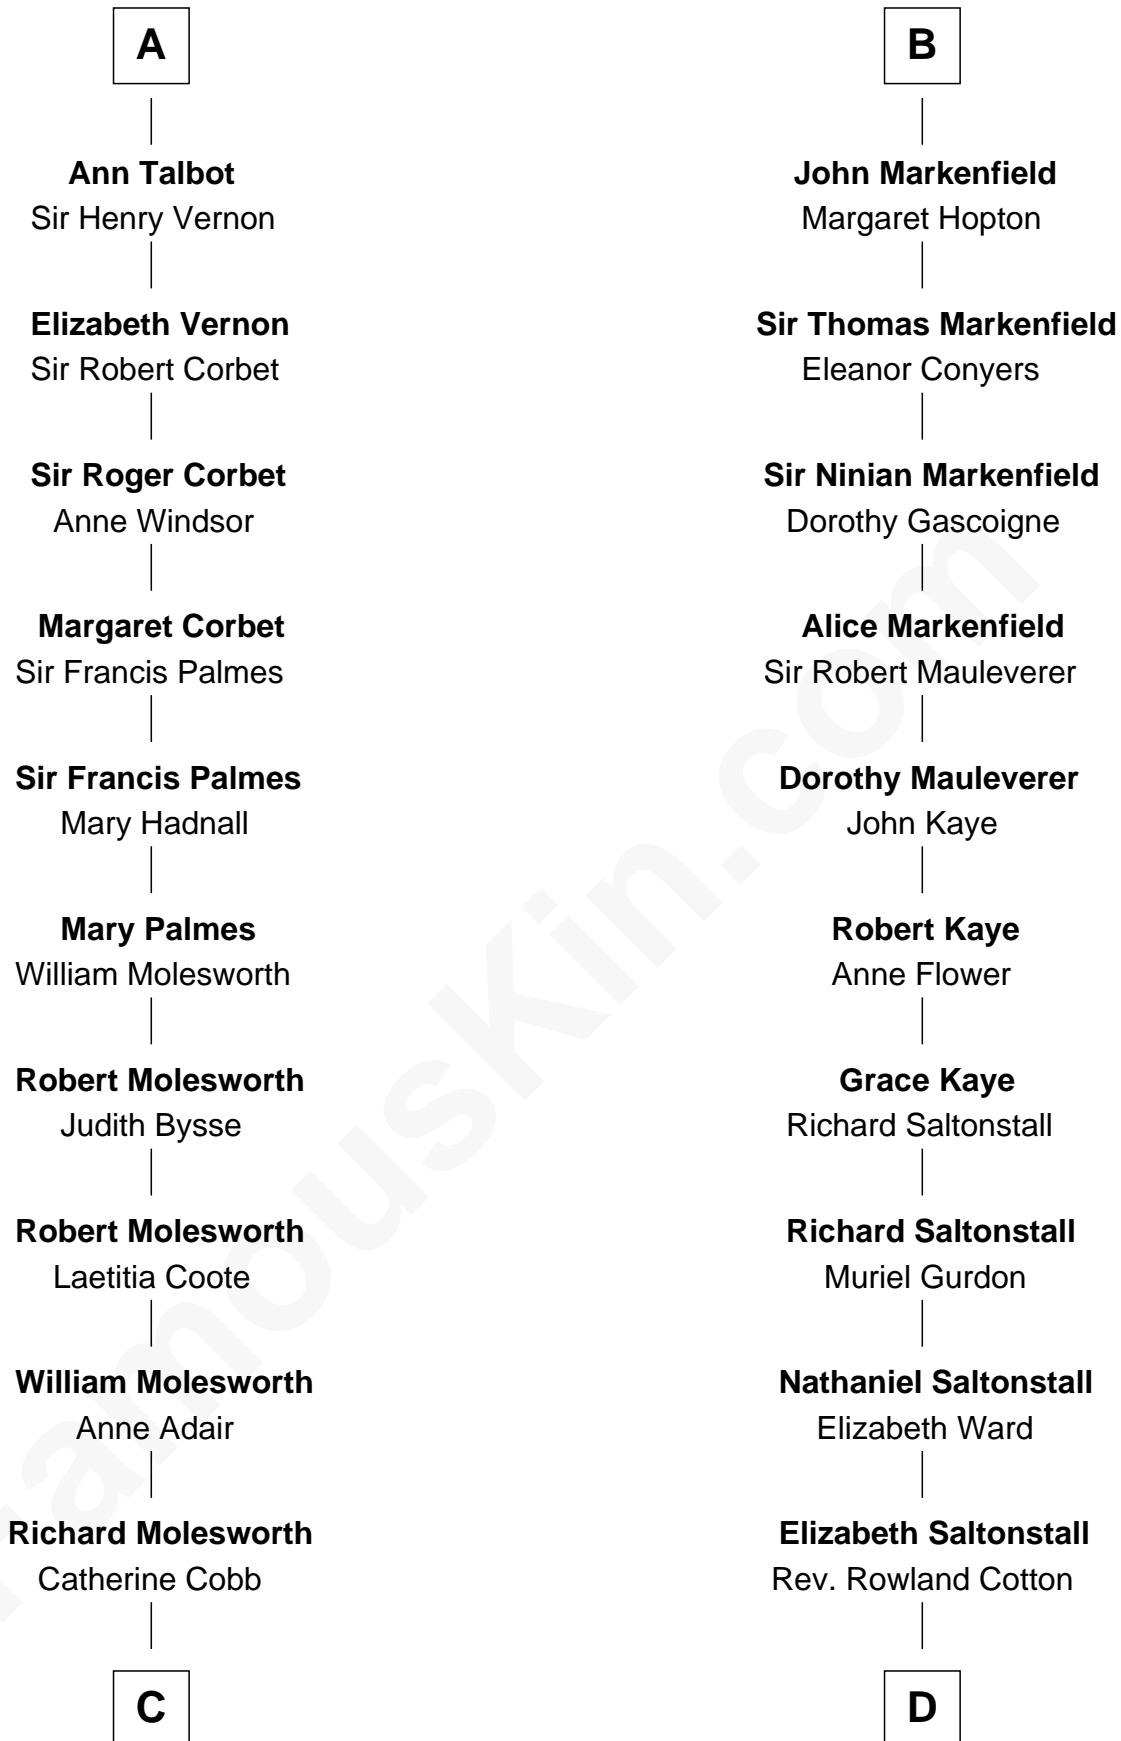 A
Ann Talbot
Sir Henry Vernon
Elizabeth Vernon
Sir Robert Corbet
Sir Roger Corbet
Anne Windsor
Margaret Corbet
Sir Francis Palmes
Sir Francis Palmes
Mary Hadnall
Mary Palmes
William Molesworth
Robert Molesworth
Judith Bysse
Robert Molesworth
Laetitia Coote
William Molesworth
Anne Adair
Richard Molesworth
Catherine Cobb
C
B
John Markenfield
Margaret Hopton
Sir Thomas Markenfield
Eleanor Conyers
Sir Ninian Markenfield
Dorothy Gascoigne
Alice Markenfield
Sir Robert Mauleverer
Dorothy Mauleverer
John Kaye
Robert Kaye
Anne Flower
Grace Kaye
Richard Saltonstall
Richard Saltonstall
Muriel Gurdon
Nathaniel Saltonstall
Elizabeth Ward
Elizabeth Saltonstall
Rev. Rowland Cotton
D
FamousKin.com